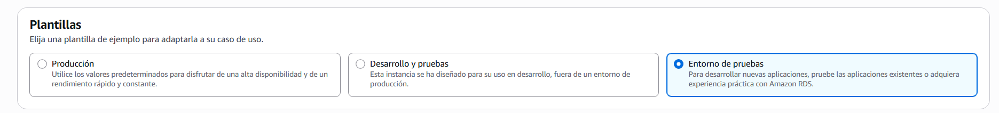 Plantillas
Elija una plantilla de ejemplo para adaptarla a su caso de uso.
Producción
Utilice los valores predeterminados para disfrutar de una alta disponibilidad y de un
rendimiento rápido y constante.
Desarrollo y pruebas
Esta instancia se ha diseñado para su uso en desarrollo, fuera de un entorno de
producción.
Entorno de pruebas
Para desarrollar nuevas aplicaciones, pruebe las aplicaciones existentes o adquiera
experiencia práctica con Amazon RDS.